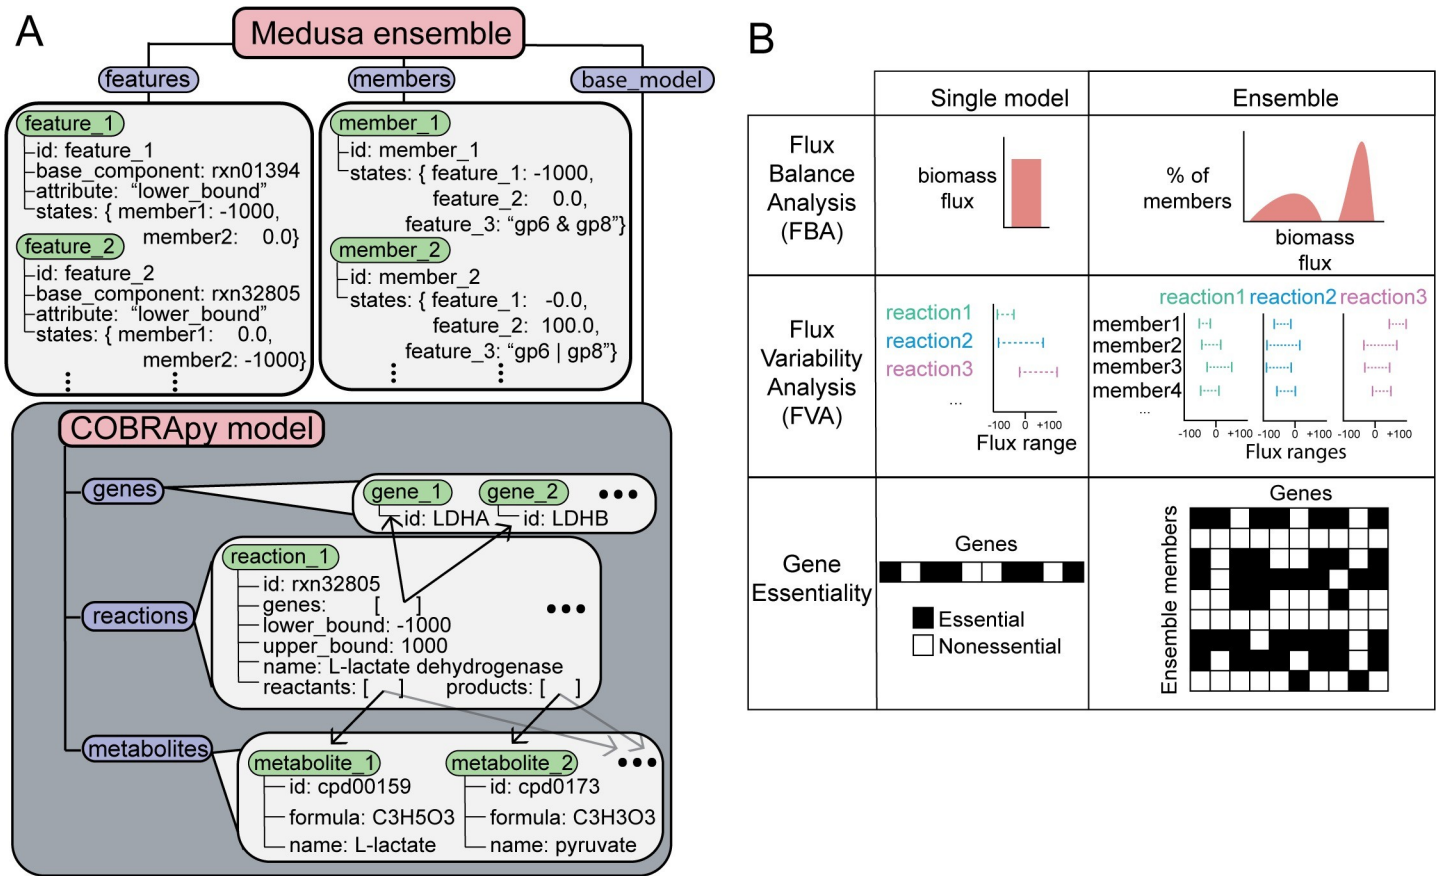 A
Medusa ensemble
features
members
base_model
feature_1
id: feature_1
base_component: rxn01394
attribute: “lower_bound”
states: { member1: -1000,
member2: 0.0}
feature_2
id: feature_2
base_component: rxn32805
attribute: “lower_bound”
states: { member1: 0.0,
member2: -1000}
member_1
id: member_1
states: { feature_1: -1000,
feature_2: 0.0,
feature_3: “gp6 & gp8”}
member_2
id: member_2
states: { feature_1: -0.0,
feature_2: 100.0,
feature_3: “gp6 | gp8”}
COBRApy model
genes
gene_1
id: LDHA
gene_2
id: LDHB
reactions
reaction_1
id: rxn32805
genes: [ ]
lower_bound: -1000
upper_bound: 1000
name: L-lactate dehydrogenase
reactants: [ ] products: [ ]
metabolites
metabolite_1
id: cpd00159
formula: C3H5O3
name: L-lactate
metabolite_2
id: cpd0173
formula: C3H3O3
name: pyruvate
B
Single model
Ensemble
Flux
Balance
Analysis
(FBA)
biomass
flux
% of
members
biomass
flux
Flux
Variability
Analysis
(FVA)
reaction1
reaction2
reaction3
...
-100 0 +100
Flux range
reaction1 reaction2 reaction3
member1
member2
member3
member4
...
-100 0 +100 -100 0 +100 -100 0 +100
Flux ranges
Gene
Essentiality
Genes
Essential
Nonessential
Genes
Ensemble members